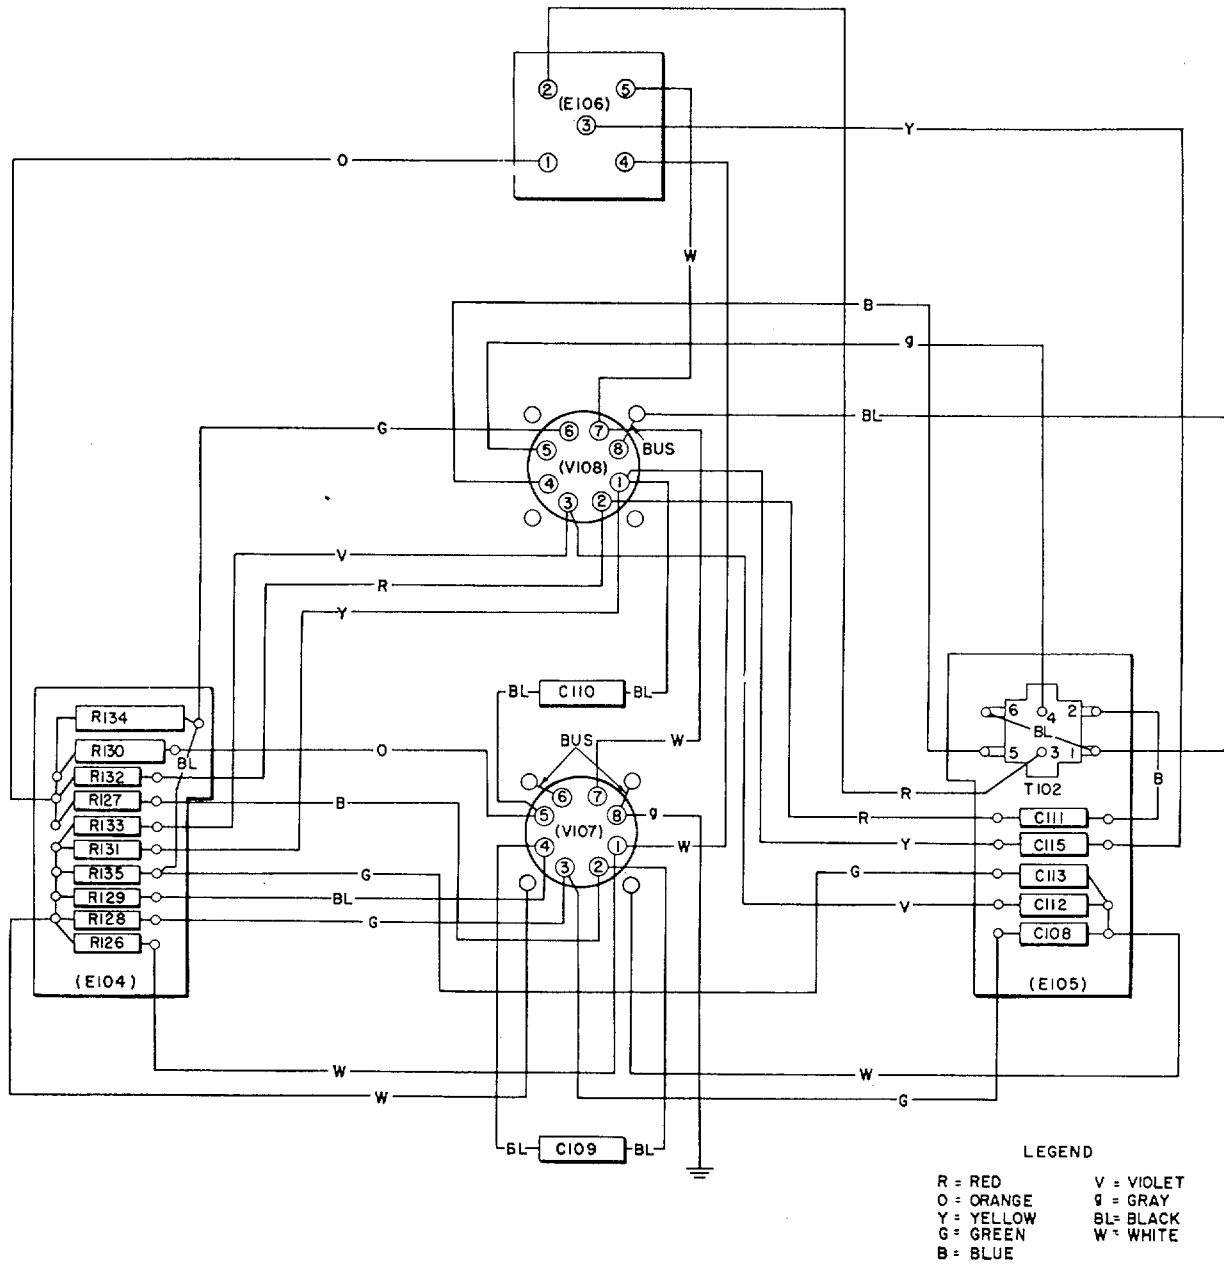 2 5
(E106)
3 Y
O 1 4
W
B
g
BL
G 6 7
5 8 BUS
(V108)
4 1
3 2
V
R
Y
BL C110 BL
R134
R130 O BUS W
BL
R132
R127 B
R133
R131
R135 G
R129 BL
R128 G
R126
(E104)
6 7
5 8 g
(V107)
4 1 W
3 2
6 4 2
BL
5 3 1
T102
B
R
R C111
Y C115
G C113
V C112
C108
(E105)
W W
W G
BL C109 BL
LEGEND
R = RED V = VIOLET
O = ORANGE g = GRAY
Y = YELLOW BL= BLACK
G = GREEN W = WHITE
B = BLUE